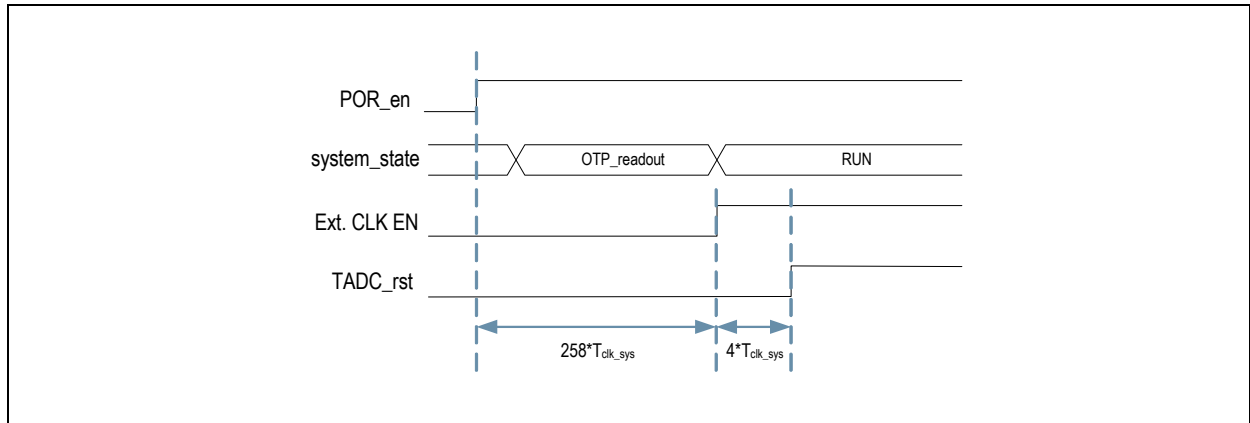 POR_en
system_state
OTP_readout
RUN
Ext. CLK EN
TADC_rst
258*Tclk_sys
4*Tclk_sys